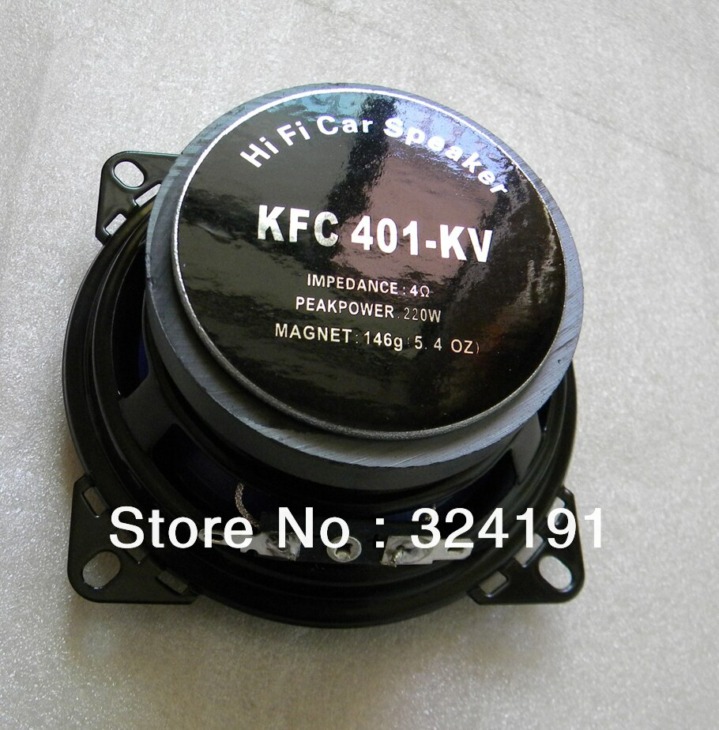 Hi Fi Car Speaker
KFC 401-KV
IMPEDANCE:4Ω
PEAKPOWER:220W
MAGNET:146g(5.4 OZ)
Store No : 324191